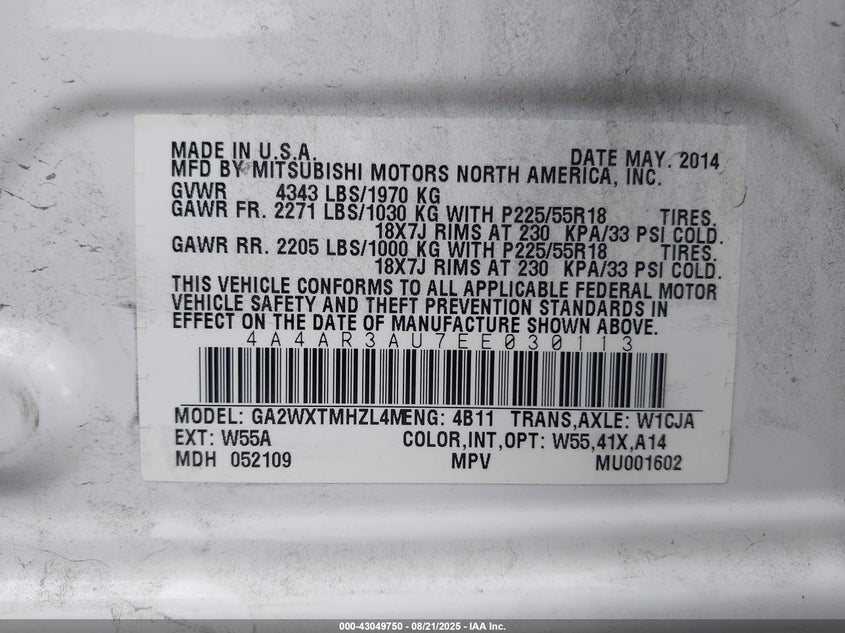 MADE IN U.S.A. DATE MAY. 2014
MFD BY MITSUBISHI MOTORS NORTH AMERICA, INC.
GVWR 4343 LBS/1970 KG
GAWR FR. 2271 LBS/1030 KG WITH P225/55R18 TIRES.
18X7J RIMS AT 230 KPA/33 PSI COLD.
GAWR RR. 2205 LBS/1000 KG WITH P225/55R18 TIRES.
18X7J RIMS AT 230 KPA/33 PSI COLD.
THIS VEHICLE CONFORMS TO ALL APPLICABLE FEDERAL MOTOR
VEHICLE SAFETY AND THEFT PREVENTION STANDARDS IN
EFFECT ON THE DATE OF MANUFACTURE SHOWN ABOVE.
4A4AR3AU7EE030113
MODEL: GA2WXTMHZL4MENG: 4B11 TRANS,AXLE: W1CJA
EXT: W55A COLOR,INT,OPT: W55,41X,A14
MDH 052109 MPV MU001602
000-43049750 - 08/21/2025 - IAA Inc.